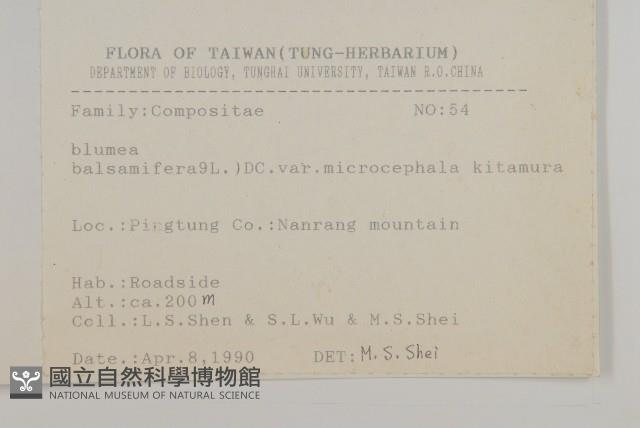 FLORA OF TAIWAN(TUNG-HERBARIUM)
DEPARTMENT OF BIOLOGY, TUNGHAI UNIVERSITY, TAIWAN R.O.CHINA
Family:Compositae NO:54
blumea
balsamifera9L.)DC.var.microcephala kitamura
Loc.:Pingtung Co.:Nanrang mountain
Hab.:Roadside
Alt.:ca.200m
Coll.:L.S.Shen & S.L.Wu & M.S.Shei
Date.:Apr.8,1990 DET:M.S.Shei
國立自然科學博物館
NATIONAL MUSEUM OF NATURAL SCIENCE